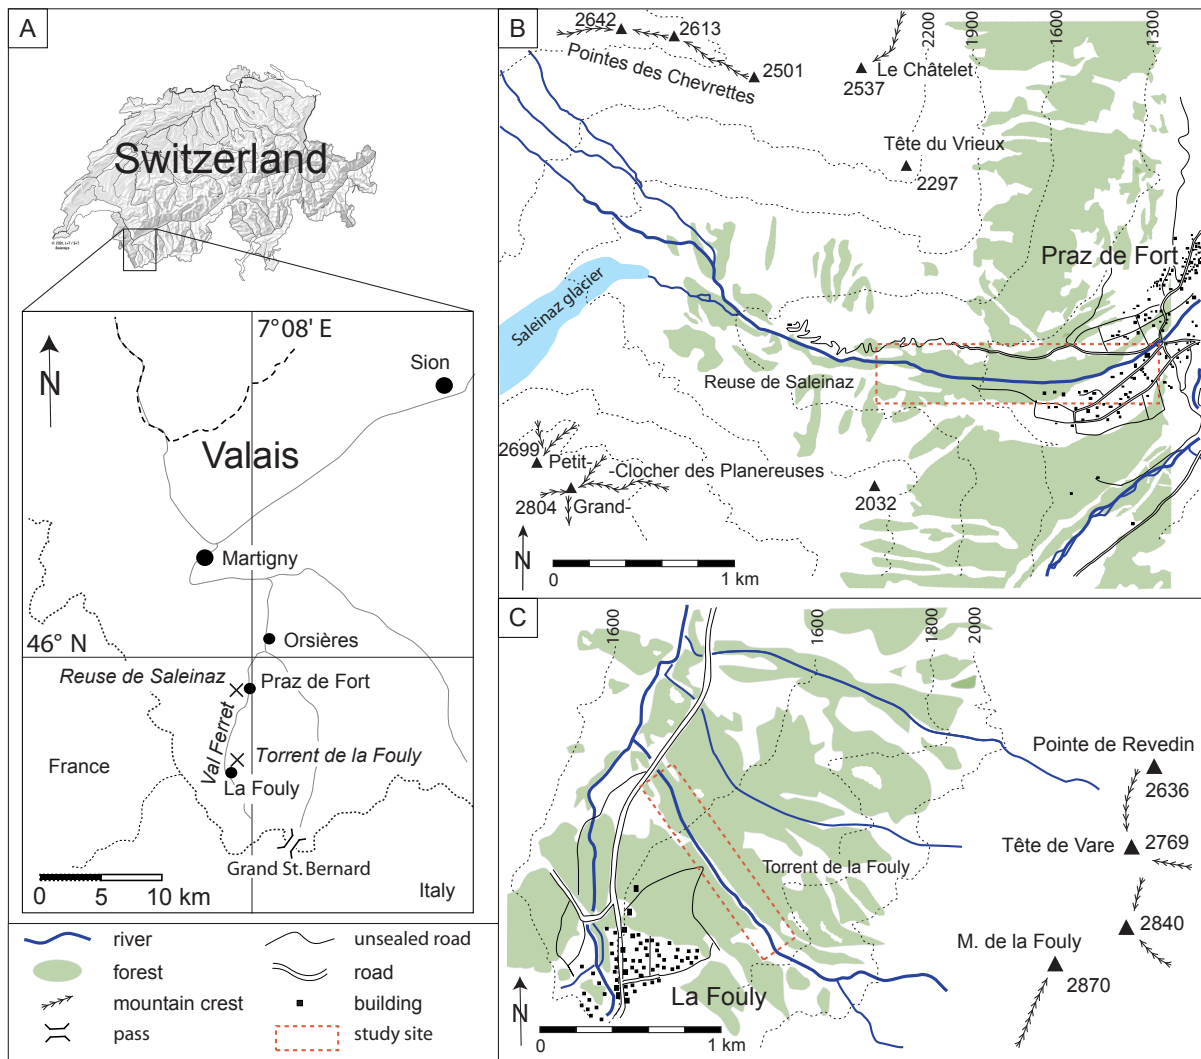 A
Switzerland
© 2001, L+T / S+T
7°08' E
N
Sion
Valais
Martigny
46° N
Orsières
Reuse de Saleinaz
Praz de Fort
Val Ferret
Torrent de la Fouly
France
La Fouly
Grand St. Bernard
0 5 10 km
Italy
river
unsealed road
forest
road
mountain crest
building
pass
study site
B
2642
2613
Pointes des Chevrettes
2501
Le Châtelet
2537
2200
1900
1600
1300
Tête du Vrieux
2297
Praz de Fort
Saleinaz glacier
Reuse de Saleinaz
2699
Petit-
-Clocher des Planereuses
2804
Grand-
2032
N
0 1 km
C
1600
1600
1800
2000
Pointe de Revedin
2636
Tête de Vare
2769
Torrent de la Fouly
2840
M. de la Fouly
2870
La Fouly
N
0 1 km